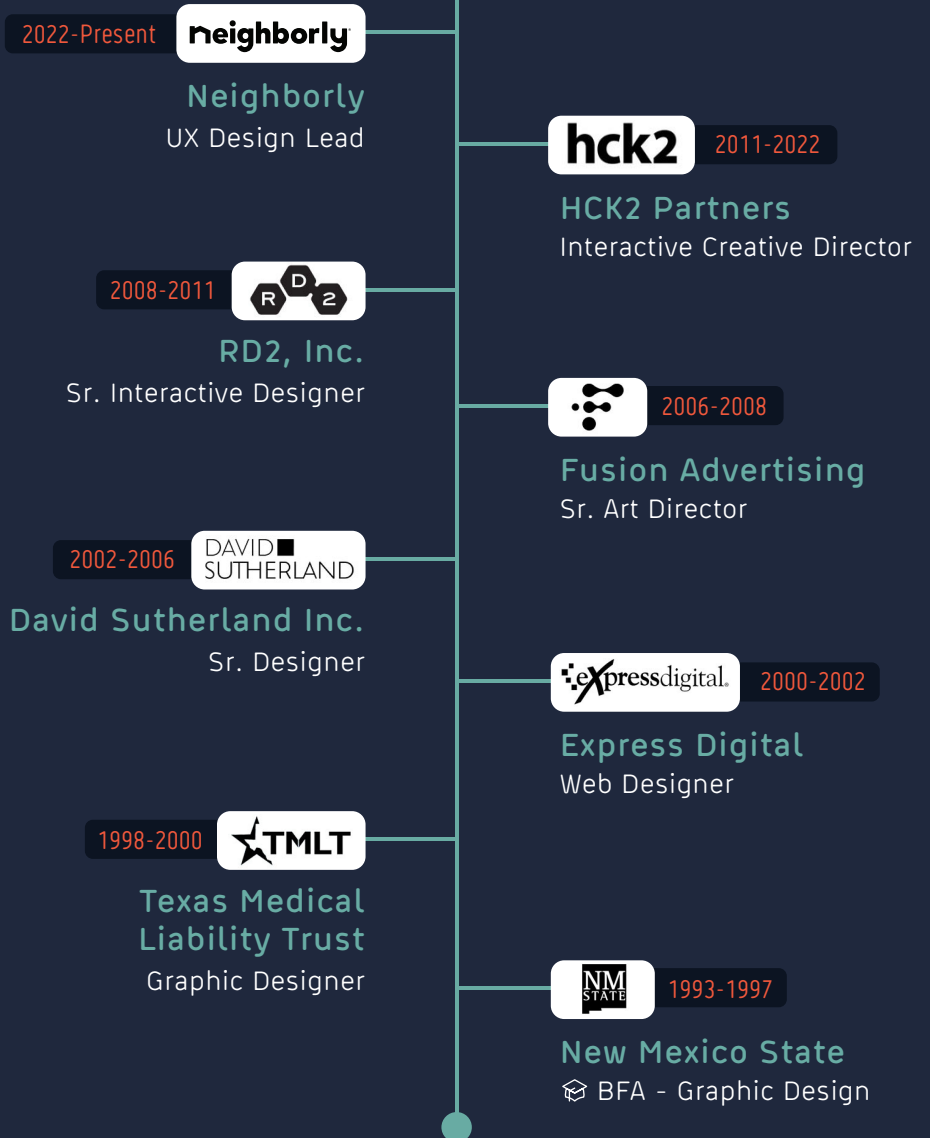 2022-Present
neighborly
Neighborly
UX Design Lead
hck2
2011-2022
HCK2 Partners
Interactive Creative Director
2008-2011
R D 2
RD2, Inc.
Sr. Interactive Designer
2006-2008
Fusion Advertising
Sr. Art Director
2002-2006
DAVID
SUTHERLAND
David Sutherland Inc.
Sr. Designer
eXpressdigital®
2000-2002
Express Digital
Web Designer
1998-2000
TMLT
Texas Medical
Liability Trust
Graphic Designer
NM
STATE
1993-1997
New Mexico State
BFA - Graphic Design